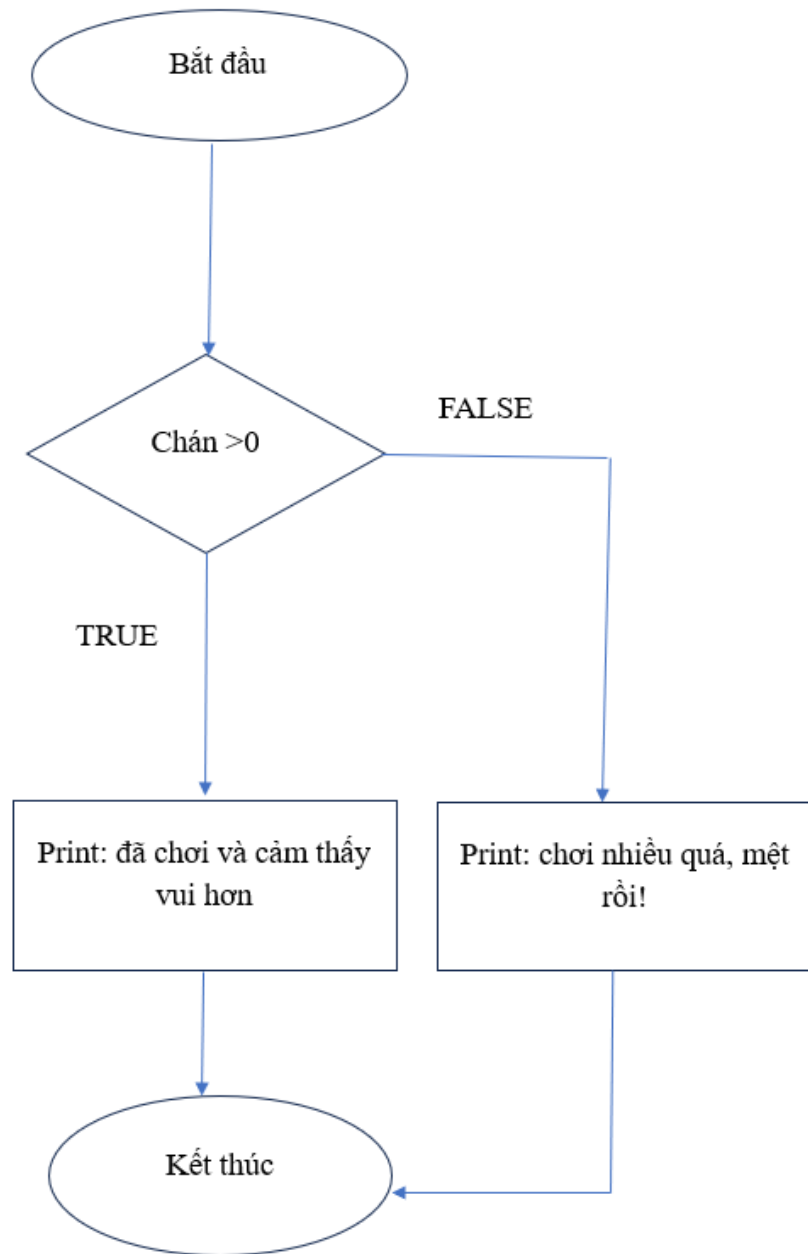 Bắt đầu
Chán >0
FALSE
TRUE
Print: đã chơi và cảm thấy
vui hơn
Print: chơi nhiều quá, mệt
rồi!
Kết thúc